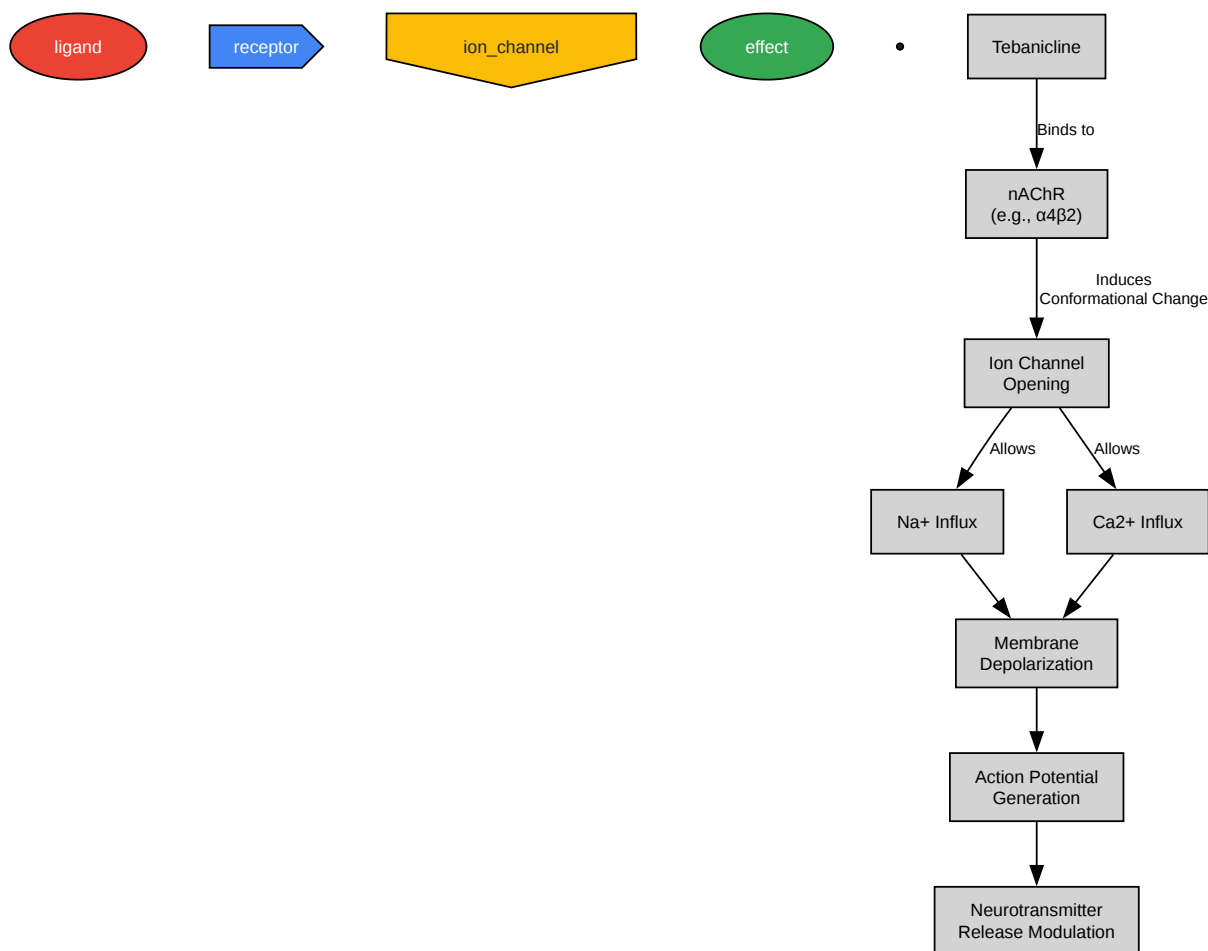 ligand
receptor
ion_channel
effect
Tebanicline
Binds to
nAChR
(e.g., α4β2)
Induces
Conformational Change
Ion Channel
Opening
Allows
Allows
Na+ Influx
Ca2+ Influx
Membrane
Depolarization
Action Potential
Generation
Neurotransmitter
Release Modulation